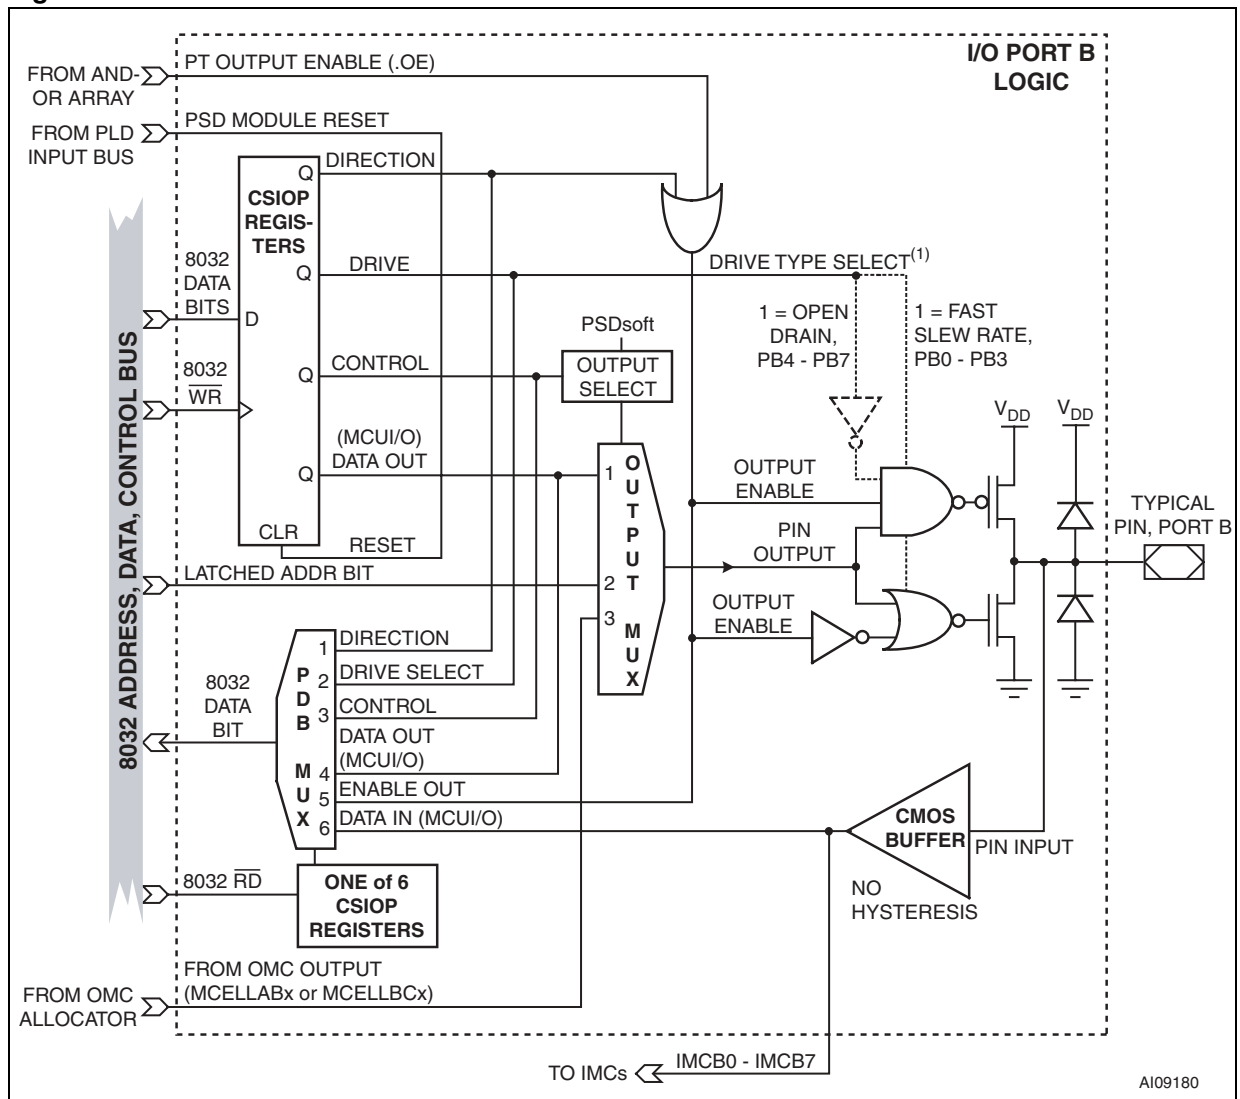 I/O PORT B
LOGIC
FROM AND-
OR ARRAY
PT OUTPUT ENABLE (.OE)
FROM PLD
INPUT BUS
PSD MODULE RESET
8032 ADDRESS, DATA, CONTROL BUS
8032
DATA
BITS
8032
WR
CSIOP
REGIS-
TERS
Q
Q
Q
Q
D
CLR
DIRECTION
DRIVE
CONTROL
(MCUI/O)
DATA OUT
RESET
DRIVE TYPE SELECT(1)
1 = OPEN
DRAIN,
PB4 - PB7
1 = FAST
SLEW RATE,
PB0 - PB3
PSDsoft
OUTPUT
SELECT
OUTPUT MUX
1
2
3
LATCHED ADDR BIT
OUTPUT
ENABLE
PIN
OUTPUT
OUTPUT
ENABLE
VDD
VDD
TYPICAL
PIN, PORT B
8032
DATA
BIT
PDB MUX
1
2
3
4
5
6
DIRECTION
DRIVE SELECT
CONTROL
DATA OUT
(MCUI/O)
ENABLE OUT
DATA IN (MCUI/O)
CMOS
BUFFER
PIN INPUT
NO
HYSTERESIS
8032 RD
ONE of 6
CSIOP
REGISTERS
FROM OMC
ALLOCATOR
FROM OMC OUTPUT
(MCELLABx or MCELLBCx)
TO IMCs
IMCB0 - IMCB7
AI09180